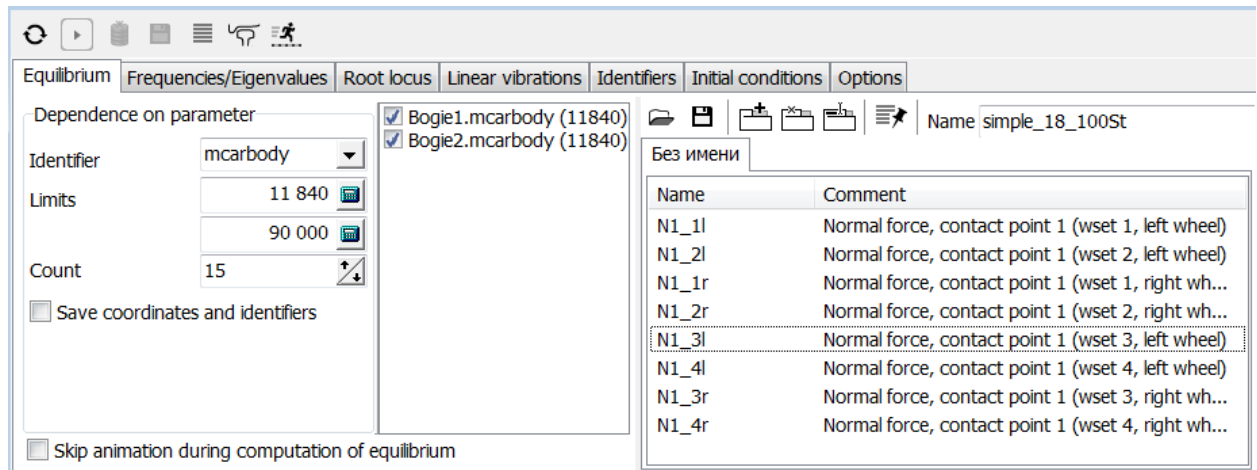 Equilibrium Frequencies/Eigenvalues Root locus Linear vibrations Identifiers Initial conditions Options
Dependence on parameter
Identifier mcarbody
Limits 11 840
90 000
Count 15
Save coordinates and identifiers
Skip animation during computation of equilibrium
Bogie1.mcarbody (11840)
Bogie2.mcarbody (11840)
Name simple_18_100St
Без имени
Name Comment
N1_1l Normal force, contact point 1 (wset 1, left wheel)
N1_2l Normal force, contact point 1 (wset 2, left wheel)
N1_1r Normal force, contact point 1 (wset 1, right wh...
N1_2r Normal force, contact point 1 (wset 2, right wh...
N1_3l Normal force, contact point 1 (wset 3, left wheel)
N1_4l Normal force, contact point 1 (wset 4, left wheel)
N1_3r Normal force, contact point 1 (wset 3, right wh...
N1_4r Normal force, contact point 1 (wset 4, right wh...